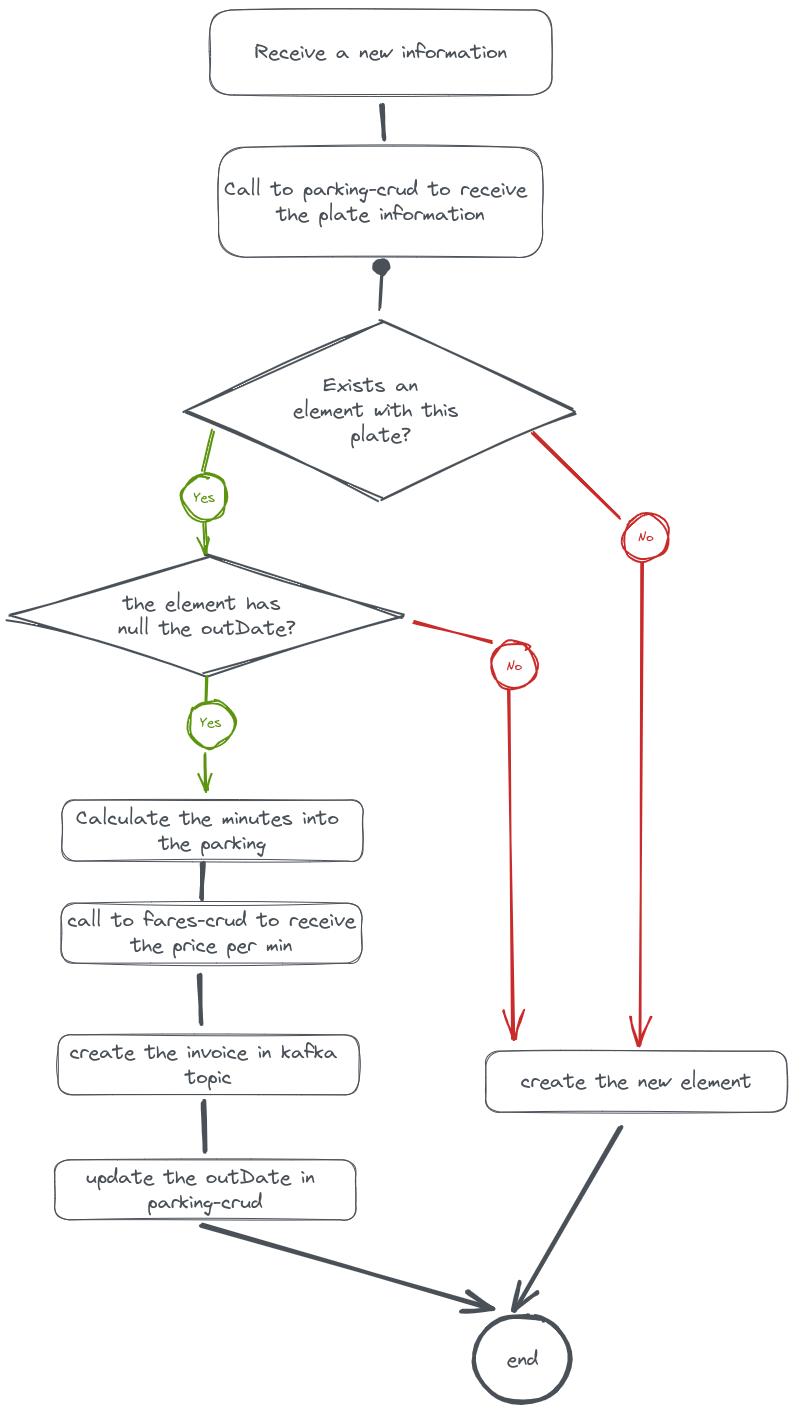 Receive a new information
Call to parking-crud to receive
the plate information
Exists an
element with this
plate?
Yes
No
the element has
null the outDate?
No
Yes
Calculate the minutes into
the parking
call to fares-crud to receive
the price per min
create the invoice in kafka
topic
create the new element
update the outDate in
parking-crud
end